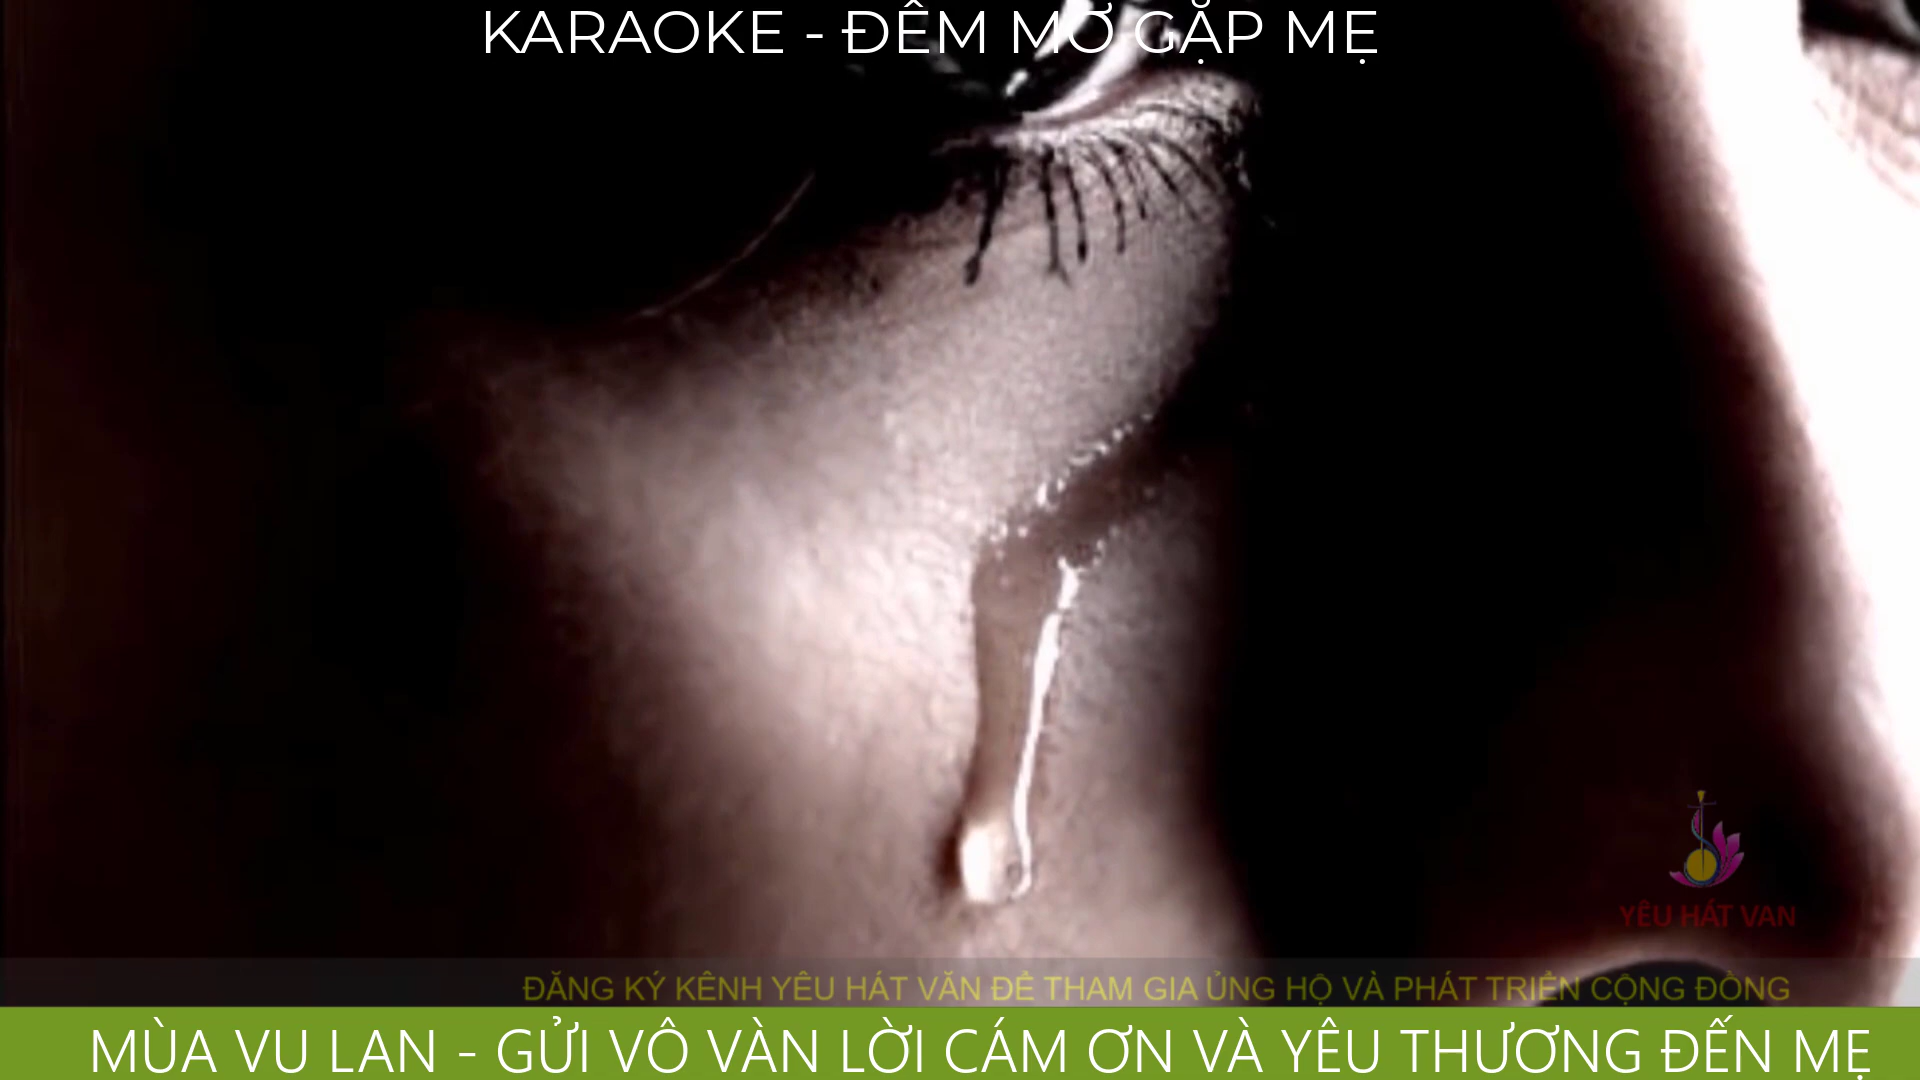 KARAOKE - ĐÊM MƠ GẶP MẸ
YÊU HÁT VAN
ĐĂNG KÝ KÊNH YÊU HÁT VĂN ĐỂ THAM GIA ỦNG HỘ VÀ PHÁT TRIỂN CỘNG ĐỒNG
MÙA VU LAN - GỬI VÔ VÀN LỜI CÁM ƠN VÀ YÊU THƯƠNG ĐẾN MẸ